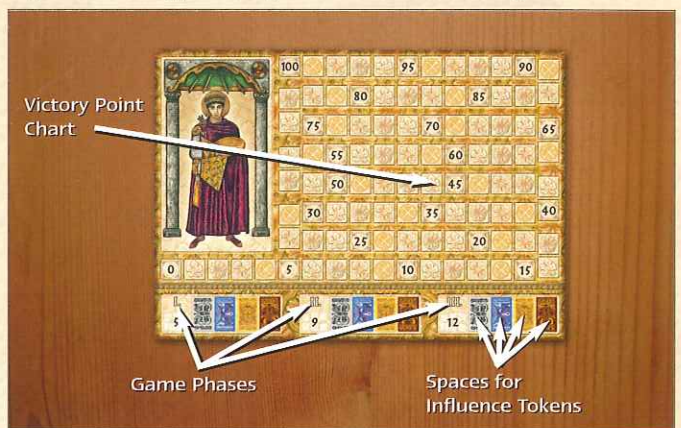 100 95 90
80 85
Victory Point
Chart
75 70 65
55 60
50 45
30 35 40
25 20
0 5 10 15
I. II. III.
5 9 12
Game Phases
Spaces for
Influence Tokens